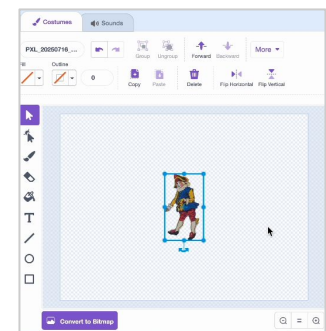 Costumes Sounds
PXL_20250716_... Group Ungroup Forward Backward More
Fill Outline
0 Copy Paste Delete Flip Horizontal Flip Vertical
T
Convert to Bitmap =